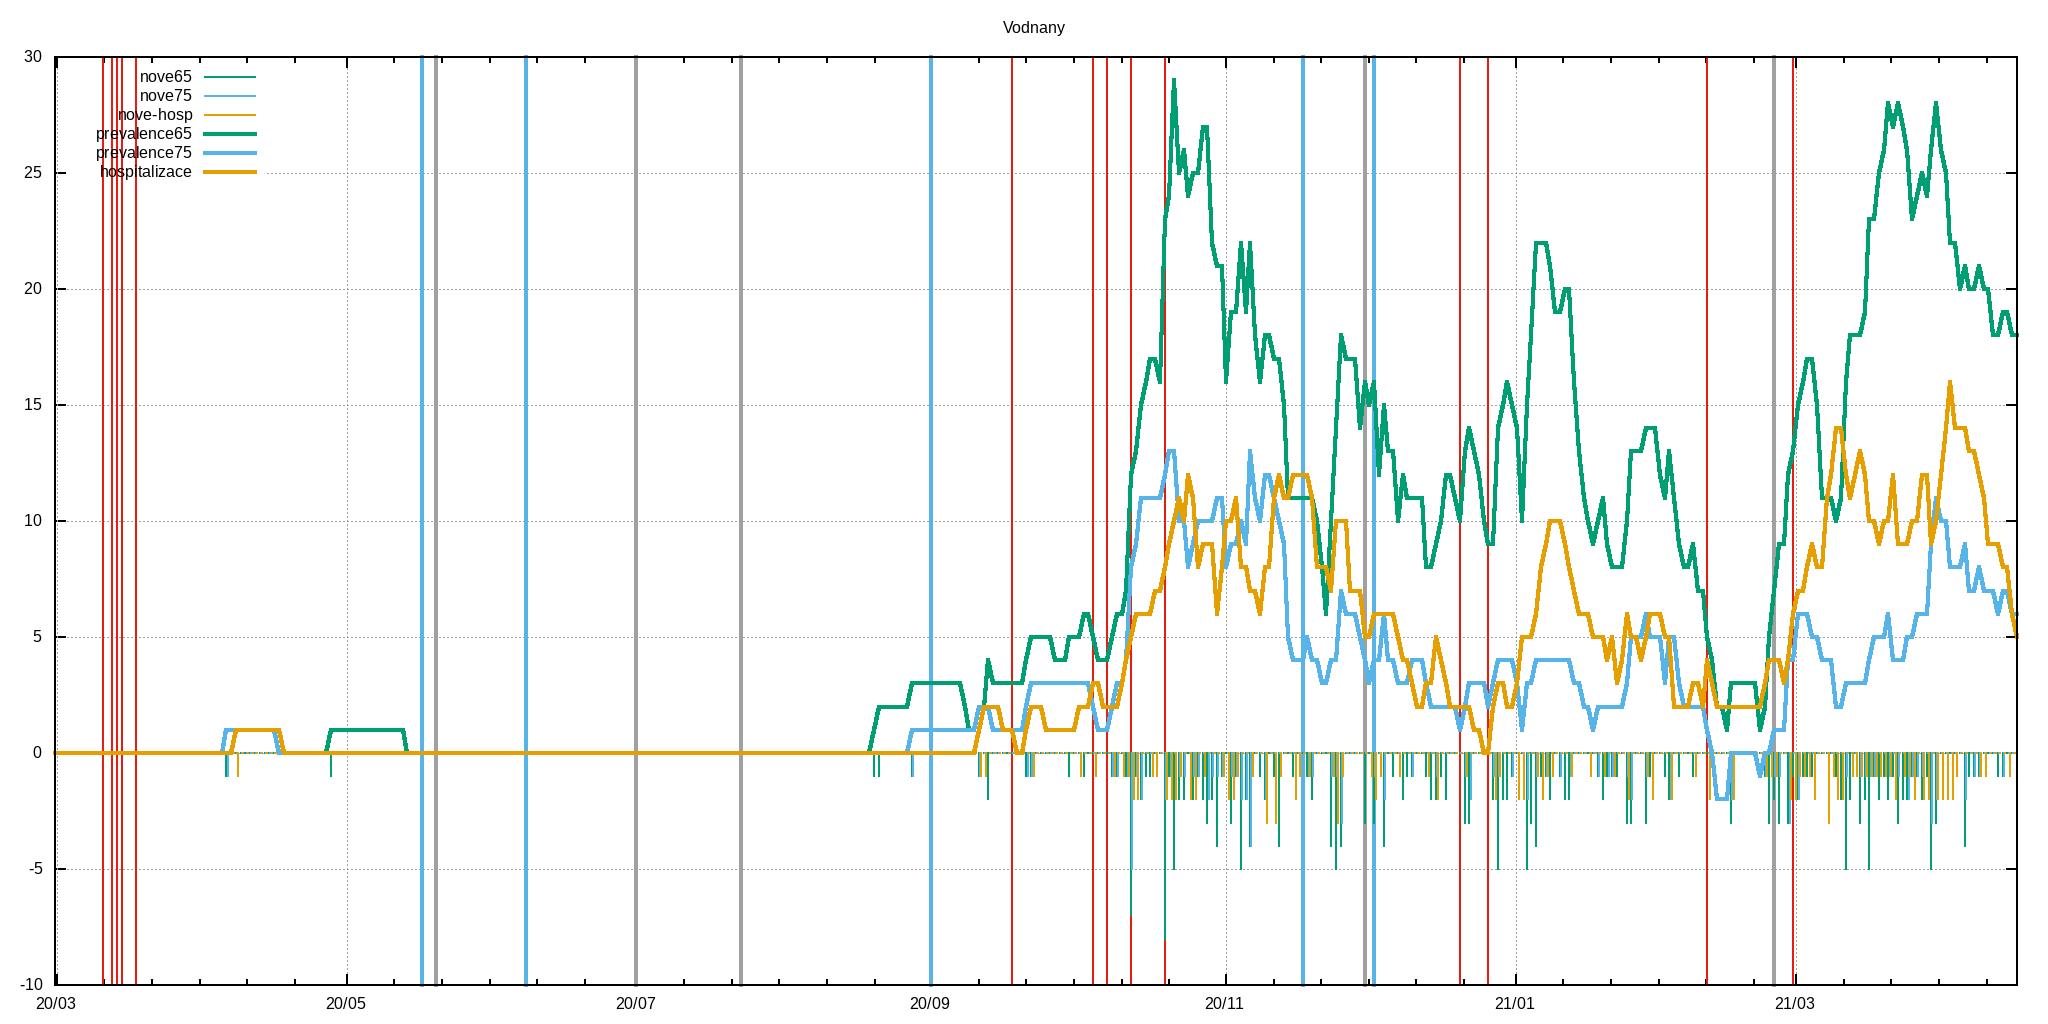 Vodnany
30
nove65
nove75
nove-hosp
prevalence65
prevalence75
hospitalizace
25
20
15
10
5
0
-5
-10
20/03 20/05 20/07 20/09 20/11 21/01 21/03